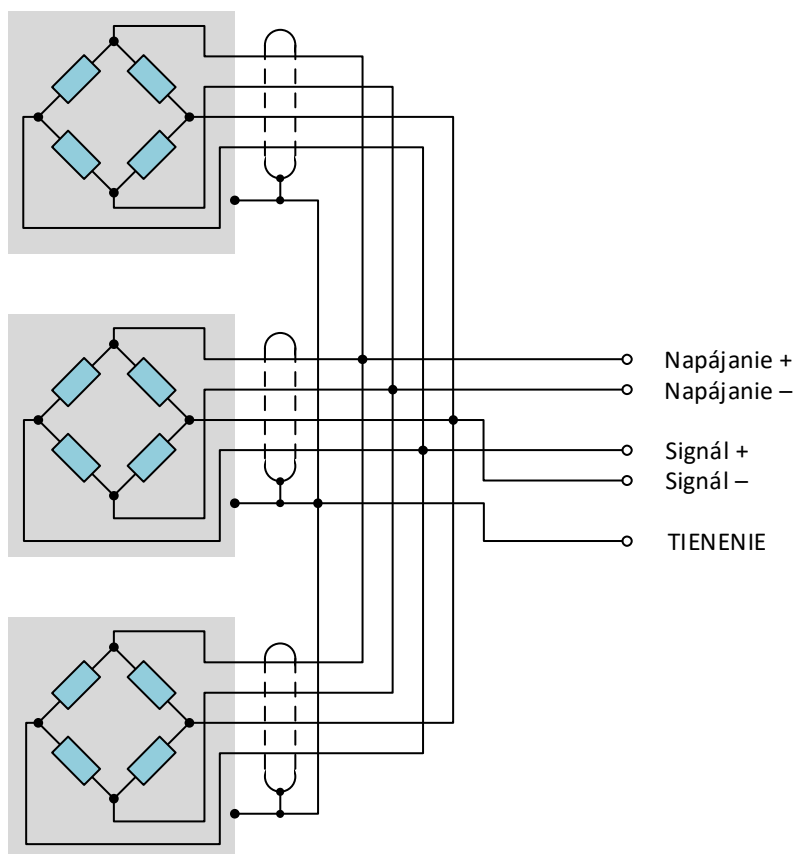 Napájanie +
Napájanie –
Signál +
Signál –
TIENENIE